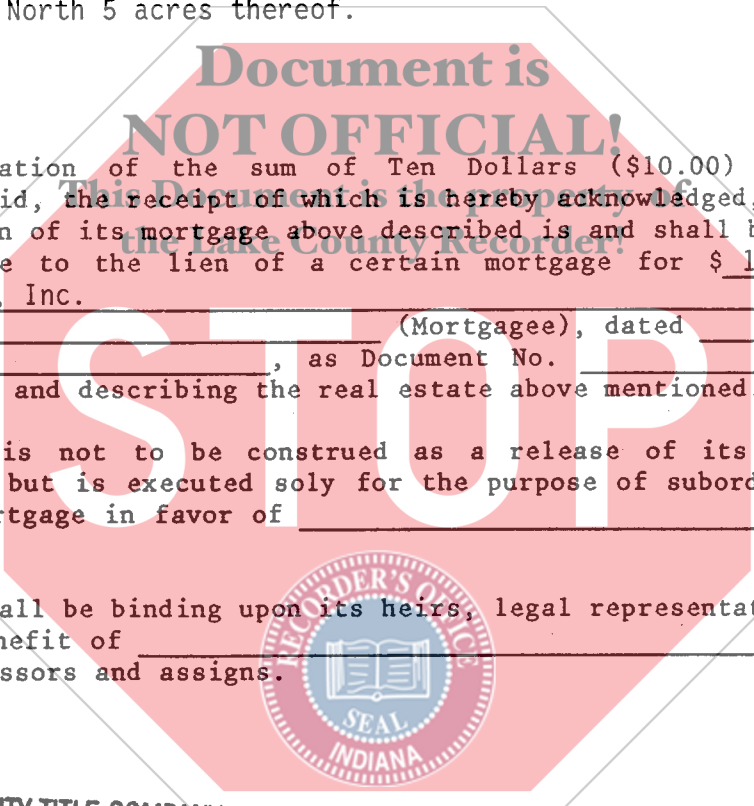 North 5 acres thereof.
Document is
NOT OFFICIAL!
ation of the sum of Ten Dollars ($10.00)
This Document is the property of
id, the receipt of which is hereby acknowledged,
the Lake County Recorder!
n of its mortgage above described is and shall b
e to the lien of a certain mortgage for $ 1
, Inc.
(Mortgagee), dated
, as Document No.
and describing the real estate above mentioned
STOP
is not to be construed as a release of its
but is executed soly for the purpose of subord
rtgage in favor of
all be binding upon its heirs, legal representat
nefit of
ssors and assigns.
RECORDER'S OFFICE
SEAL
INDIANA
TITLE COMPANY